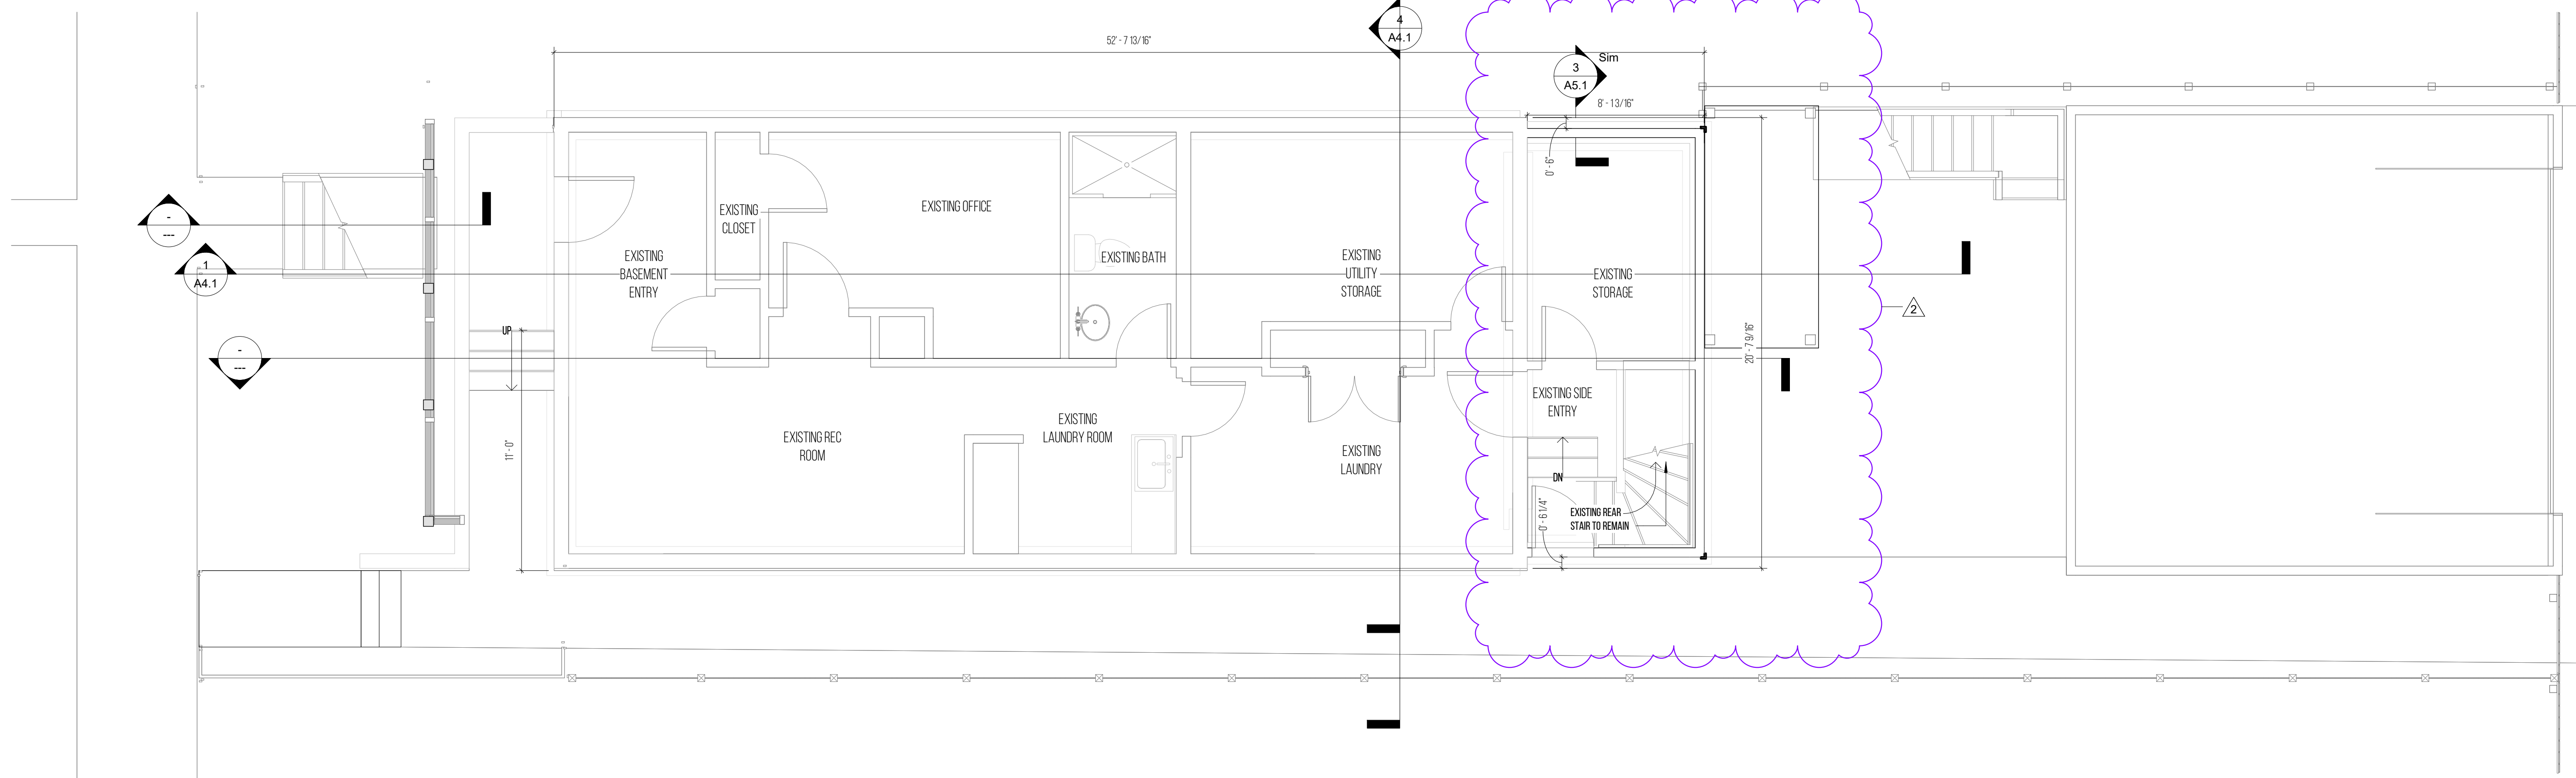 52' - 7 13/16"
4
A4.1
3
A5.1
Sim
8' - 1 3/16"
0' - 6"
-
---
1
A4.1
-
---
UP
11' - 0"
EXISTING
BASEMENT
ENTRY
EXISTING
CLOSET
EXISTING OFFICE
EXISTING BATH
EXISTING
UTILITY
STORAGE
EXISTING
STORAGE
2
20' - 7 9/16"
EXISTING REC
ROOM
EXISTING
LAUNDRY ROOM
EXISTING
LAUNDRY
EXISTING SIDE
ENTRY
DN
0' - 6 1/4"
EXISTING REAR
STAIR TO REMAIN